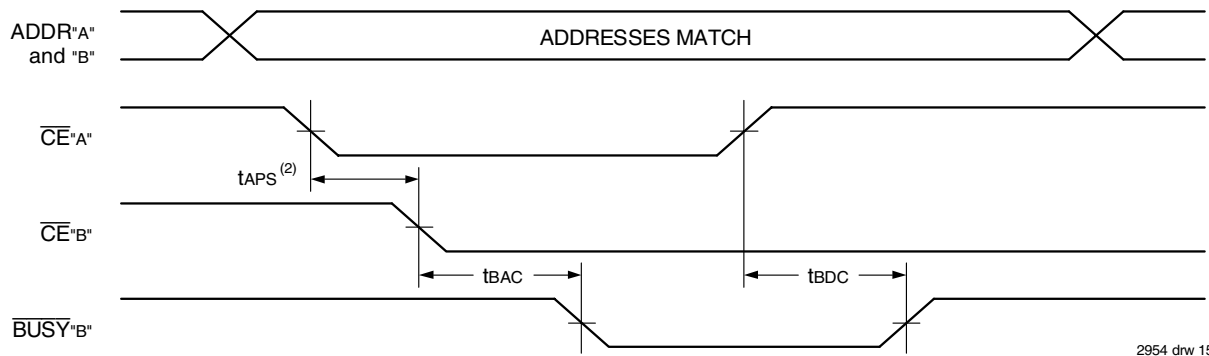 ADDR"A"
and "B"
ADDRESSES MATCH
CE"A"
tAPS (2)
CE"B"
tBAC
tBDC
BUSY"B"
2954 drw 15